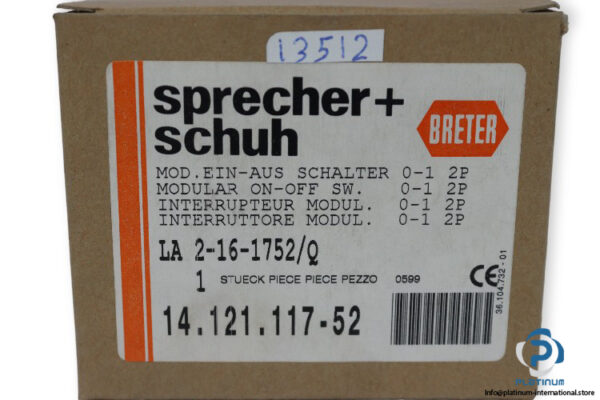 13512
sprecher+
schuh
BRETER
MOD.EIN-AUS SCHALTER 0-1 2P
MODULAR ON-OFF SW. 0-1 2P
INTERRUPTEUR MODUL. 0-1 2P
INTERRUTTORE MODUL. 0-1 2P
LA 2-16-1752/Q
1 STUECK PIECE PIECE PEZZO 0599
CE
36.104.732-01
14.121.117-52
PLATINUM
info@platinum-international.store